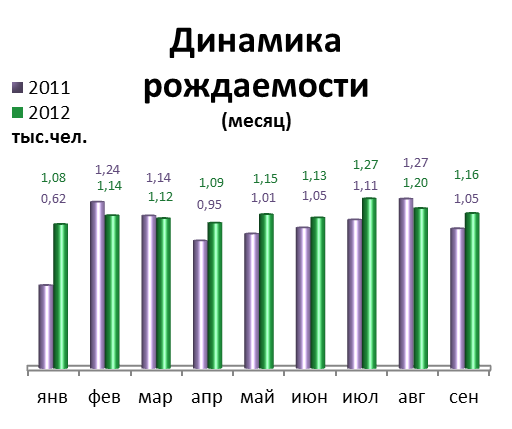 Динамика
рождаемости
(месяц)
2011
2012
тыс.чел.
1,08 1,24 1,14 1,09 1,15 1,13 1,27 1,27 1,16
0,62 1,14 1,12 0,95 1,01 1,05 1,11 1,20 1,05
янв фев мар апр май июн июл авг сен